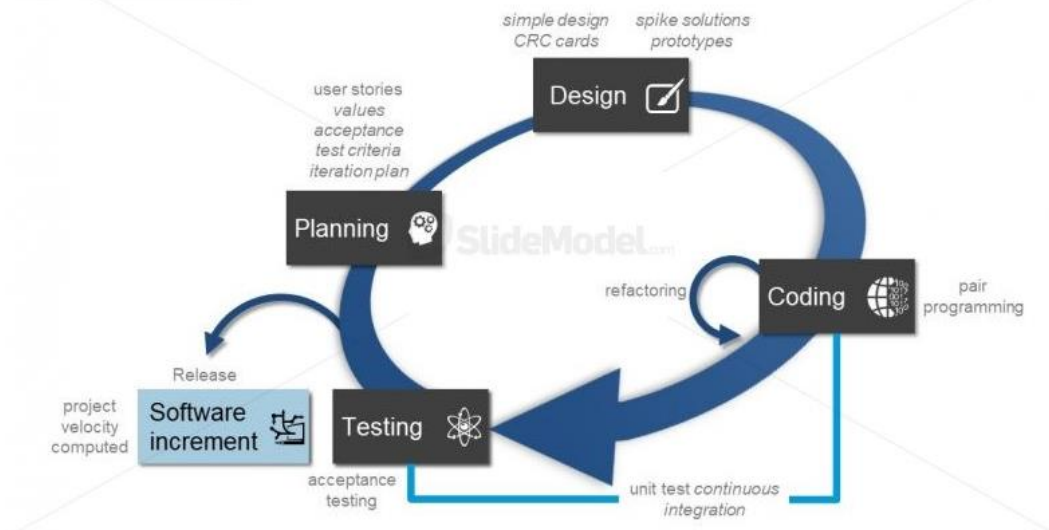 simple design
CRC cards
spike solutions
prototypes
Design
user stories
values
acceptance
test criteria
iteration plan
Planning
SlideModel.com
refactoring
Coding
pair
programming
Release
project
velocity
computed
Software
increment
Testing
acceptance
testing
unit test continuous
integration